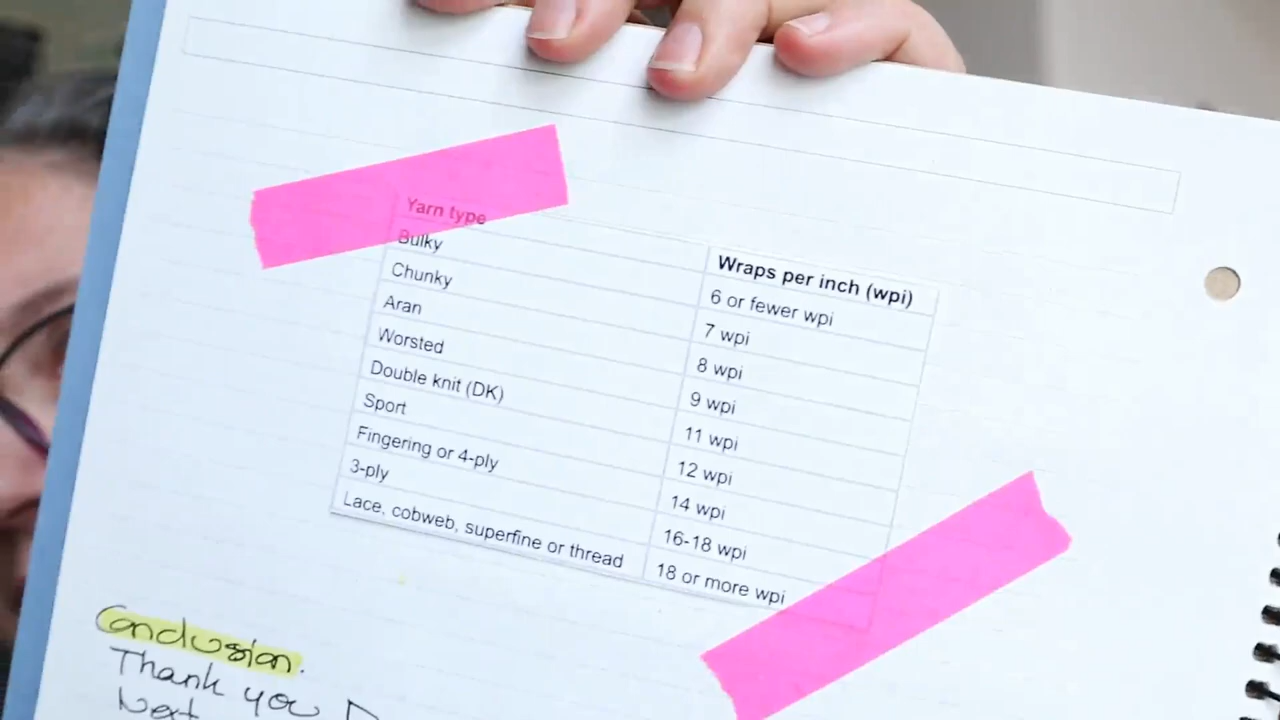 Yarn type Wraps per inch (wpi)
Bulky 6 or fewer wpi
Chunky 7 wpi
Aran 8 wpi
Worsted 9 wpi
Double knit (DK) 11 wpi
Sport 12 wpi
Fingering or 4-ply 14 wpi
3-ply 16-18 wpi
Lace, cobweb, superfine or thread 18 or more wpi
Conclusion.
Thank you
Next